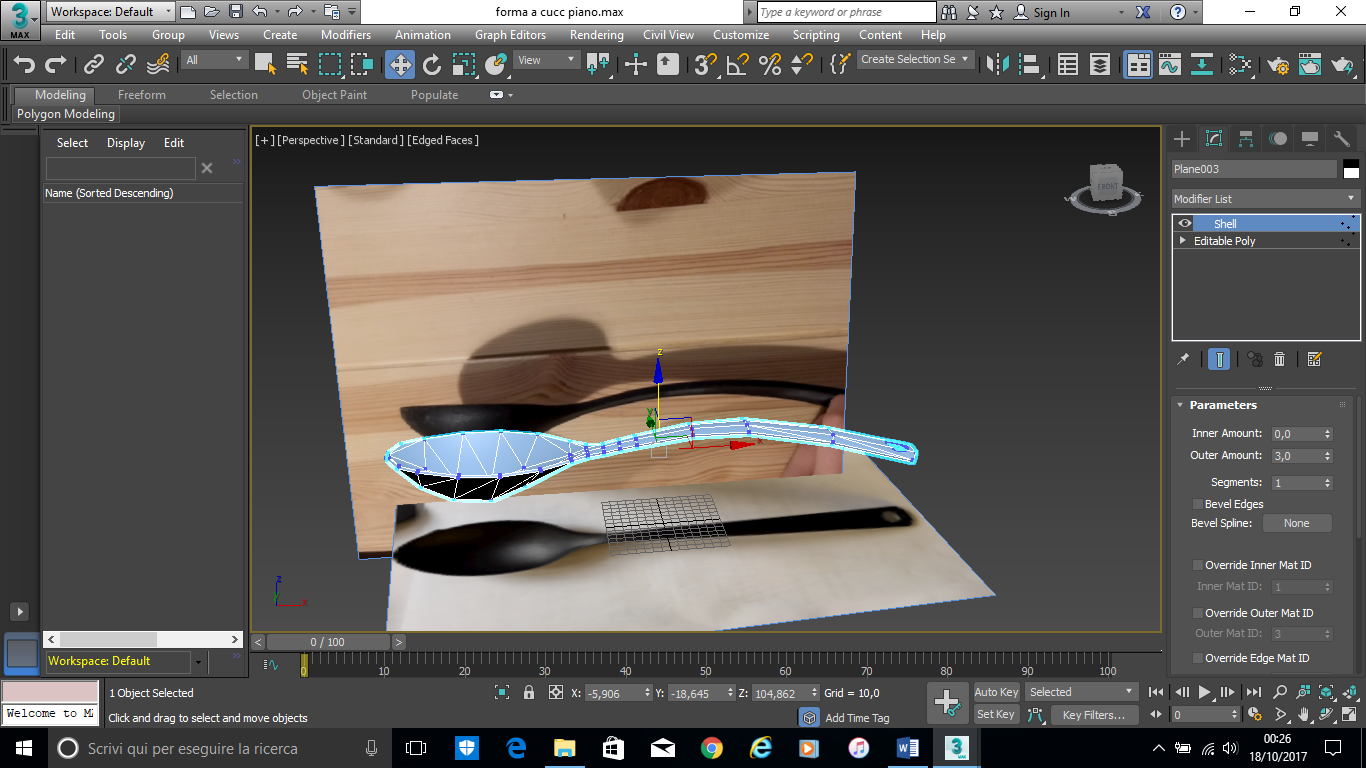 3
MAX
Workspace: Default
forma a cucc piano.max
Type a keyword or phrase
Sign In
Edit Tools Group Views Create Modifiers Animation Graph Editors Rendering Civil View Customize Scripting Content Help
All
View
Create Selection Se
Modeling Freeform Selection Object Paint Populate
Polygon Modeling
Select Display Edit
Name (Sorted Descending)
[+] [Perspective ] [Standard ] [Edged Faces ]
FRONT
z
x
z
x
Plane003
Modifier List
Shell
Editable Poly
Parameters
Inner Amount: 0,0
Outer Amount: 3,0
Segments: 1
Bevel Edges
Bevel Spline: None
Override Inner Mat ID
Inner Mat ID: 1
Override Outer Mat ID
Outer Mat ID: 3
Override Edge Mat ID
0 / 100
Workspace: Default
0 10 20 30 40 50 60 70 80 90 100
1 Object Selected
X: -5,906 Y: -18,645 Z: 104,862 Grid = 10,0
Auto Key Selected
Welcome to MA
Click and drag to select and move objects
Add Time Tag
Set Key Key Filters... 0
Scrivi qui per eseguire la ricerca
00:26
18/10/2017